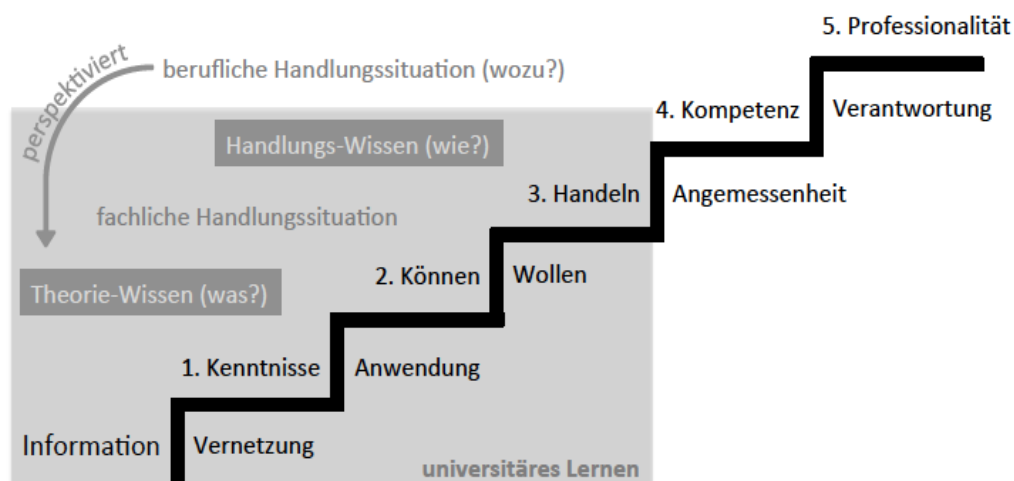 5. Professionalität
perspektiviert
berufliche Handlungssituation (wozu?)
4. Kompetenz
Verantwortung
Handlungs-Wissen (wie?)
3. Handeln
Angemessenheit
fachliche Handlungssituation
2. Können
Wollen
Theorie-Wissen (was?)
1. Kenntnisse
Anwendung
Information
Vernetzung
universitäres Lernen